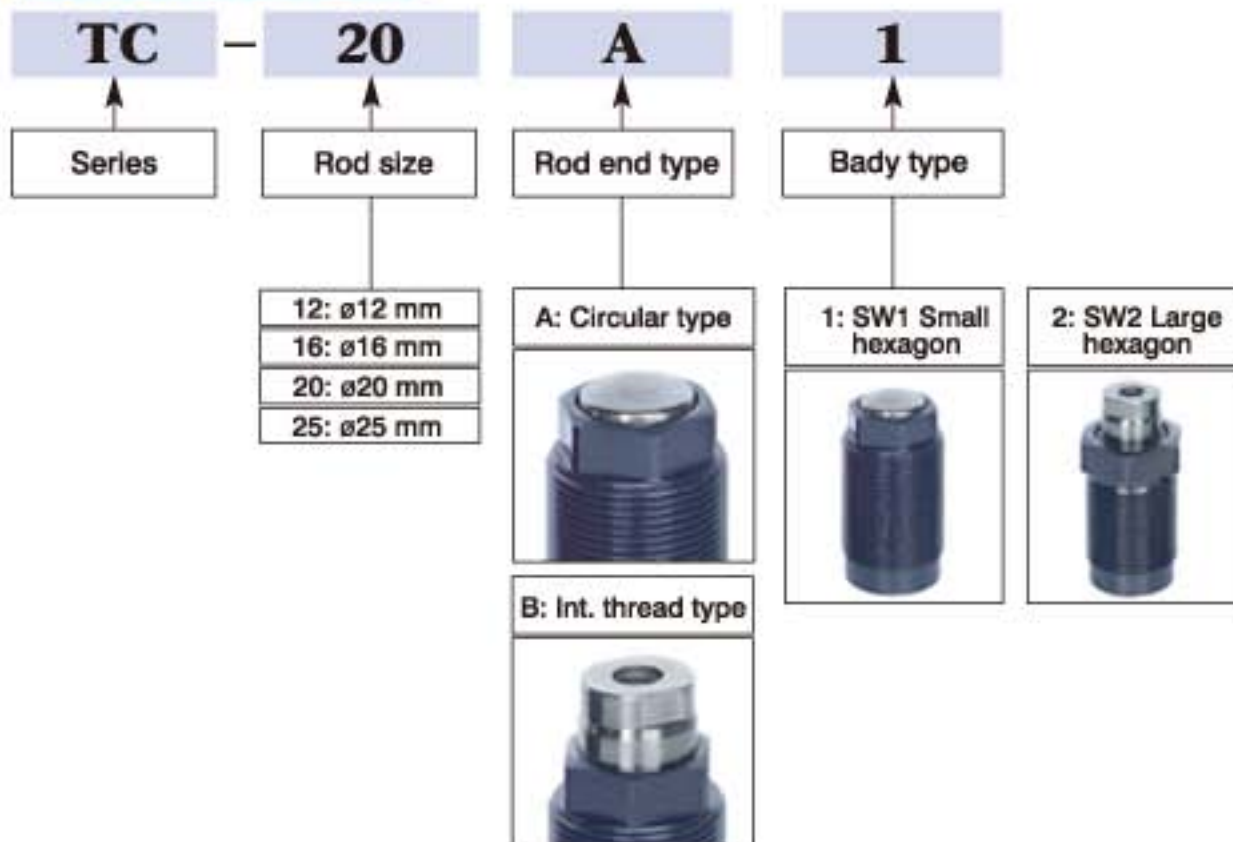 TC – 20 A 1
Series
Rod size
Rod end type
Bady type
12: ø12 mm
16: ø16 mm
20: ø20 mm
25: ø25 mm
A: Circular type
B: Int. thread type
1: SW1 Small
hexagon
2: SW2 Large
hexagon